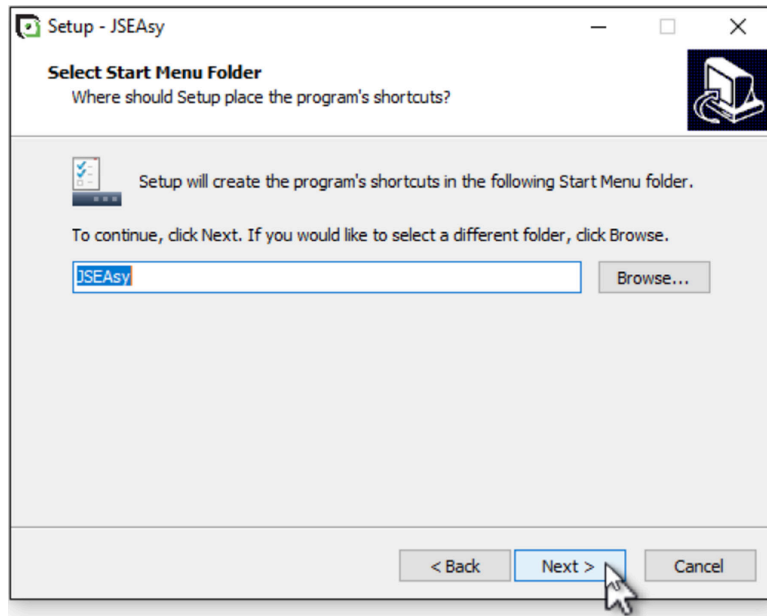 Setup - JSEAsy
Select Start Menu Folder
Where should Setup place the program's shortcuts?
Setup will create the program's shortcuts in the following Start Menu folder.
To continue, click Next. If you would like to select a different folder, click Browse.
JSEAsy
Browse...
< Back
Next >
Cancel